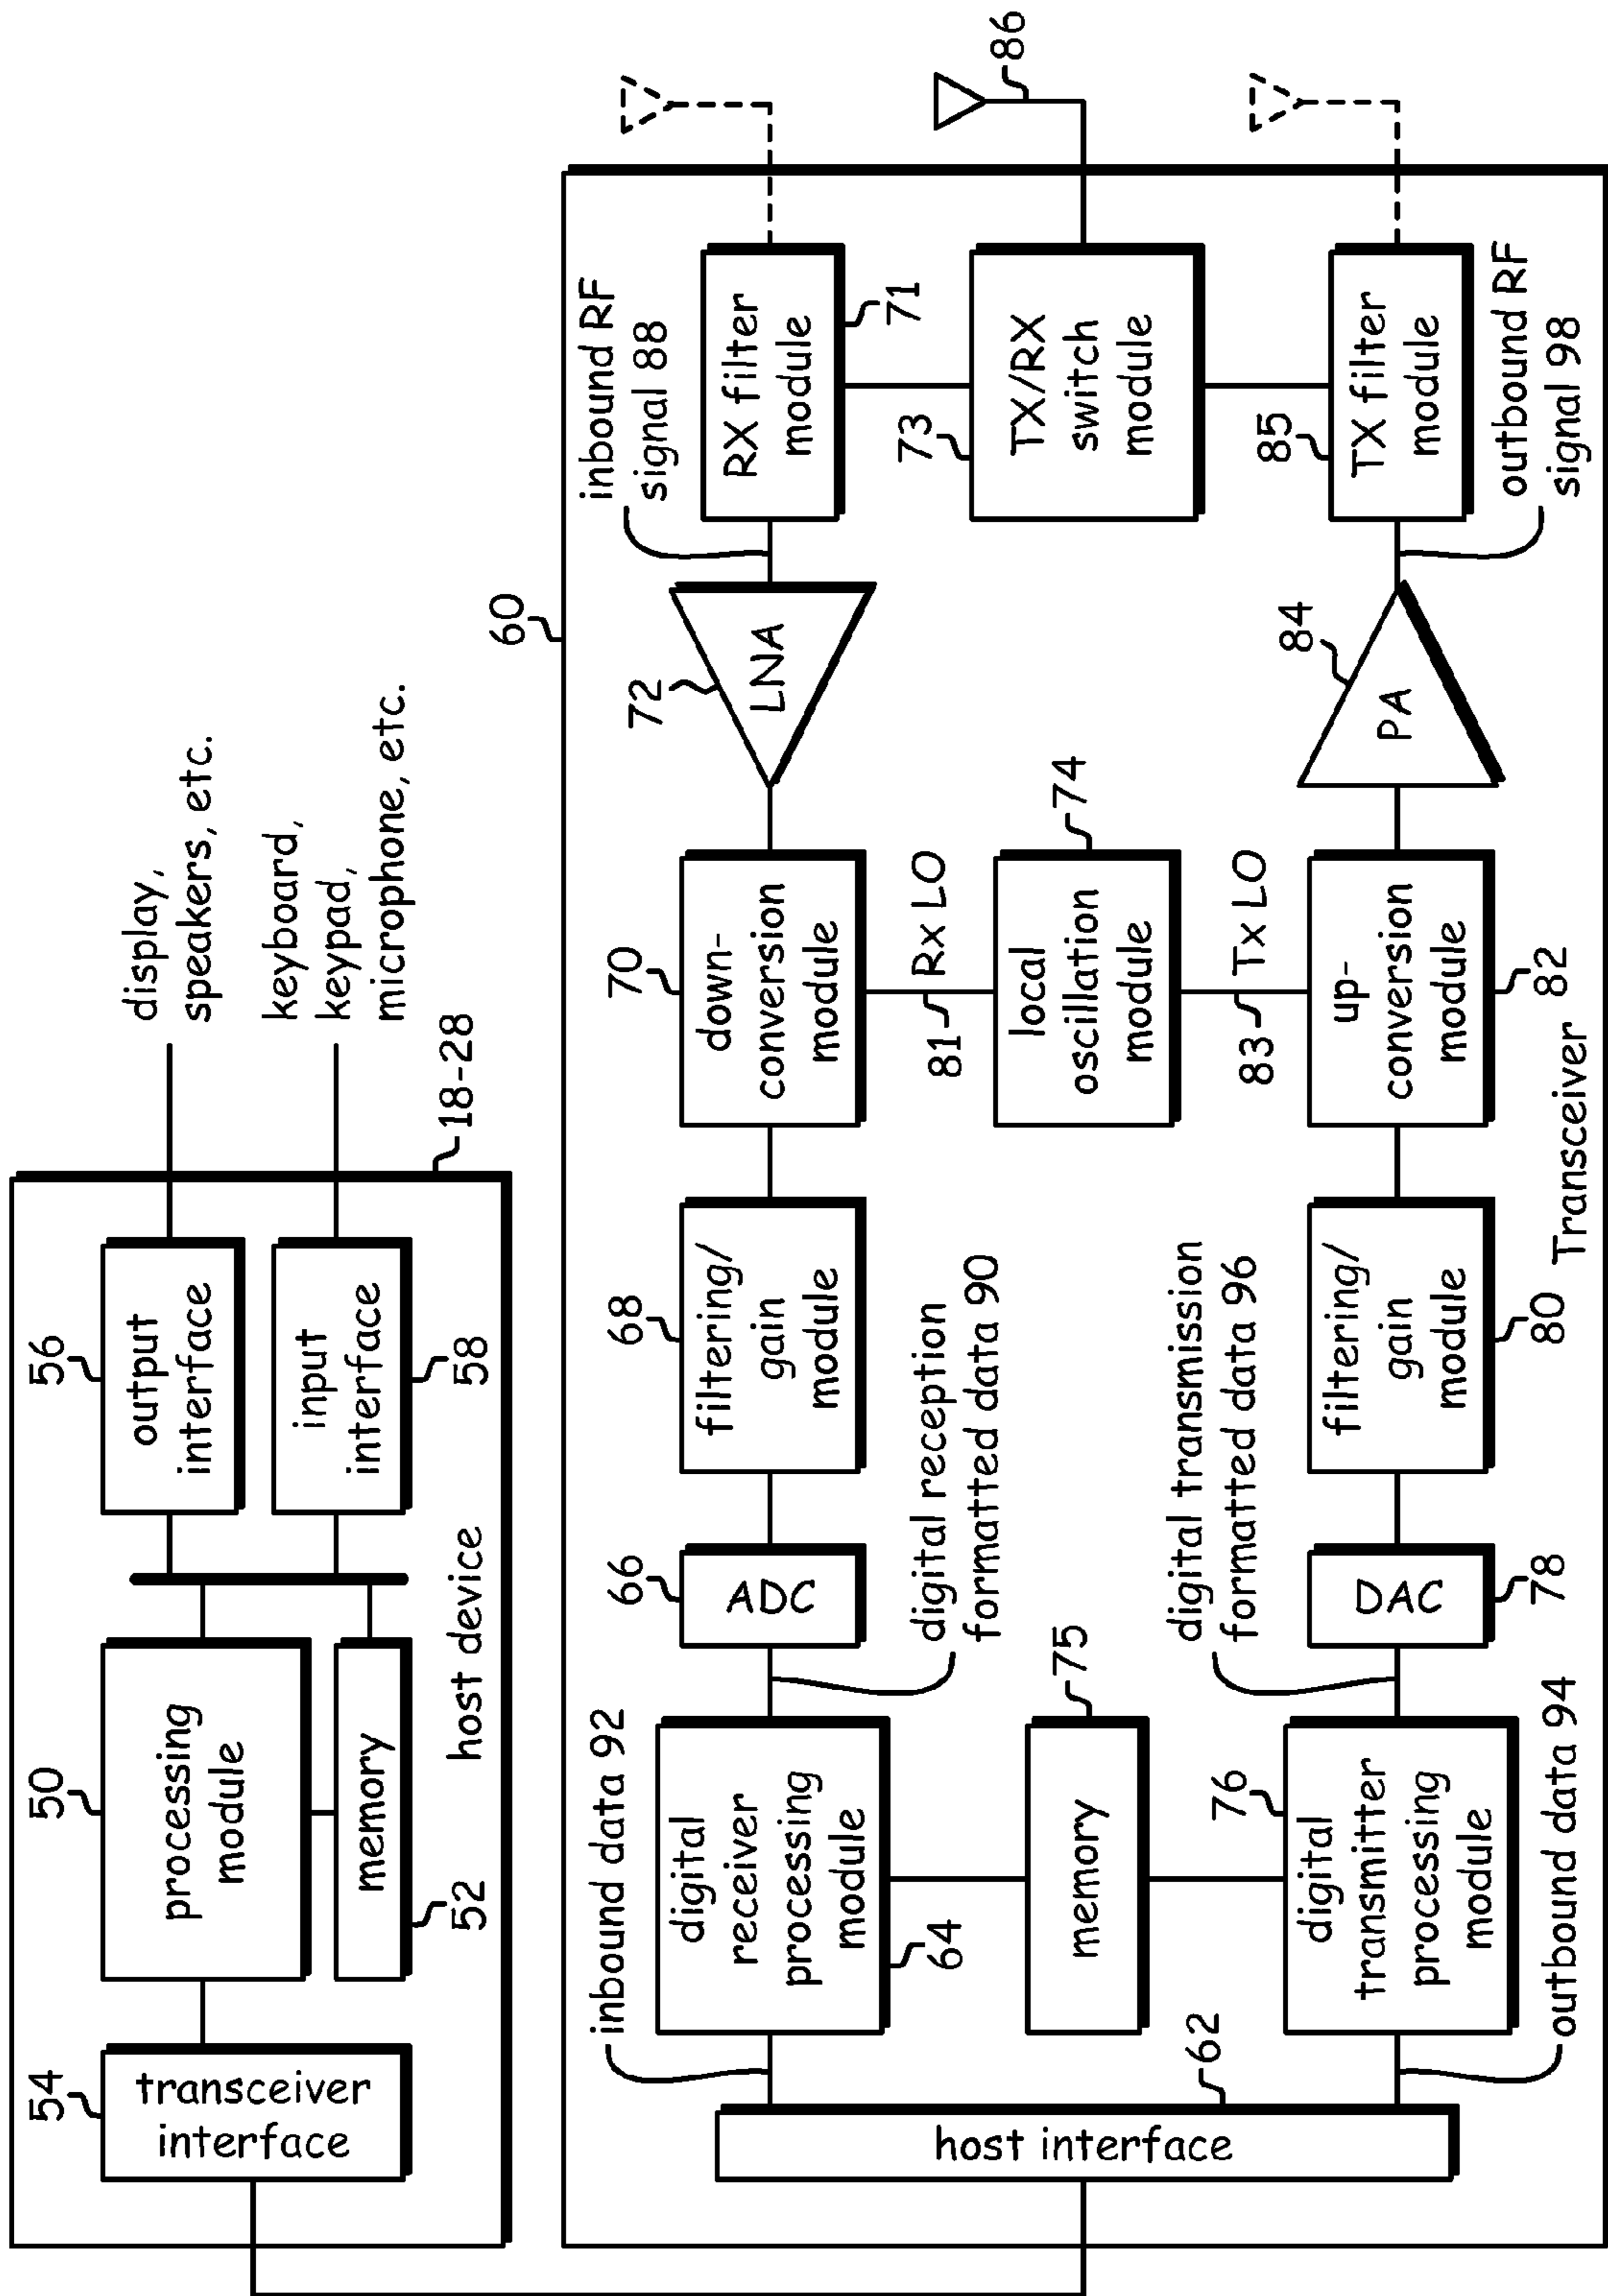 display,
speakers, etc.
keyboard,
keypad,
microphone, etc.
18-28
56
output
interface
input
interface
58
50
processing
module
memory
52
host device
54
transceiver
interface
60
86
inbound RF
signal 88
RX filter
module
71
72
LNA
73
TX/RX
switch
module
85
TX filter
module
outbound RF
signal 98
84
PA
70
down-
conversion
module
81
Rx LO
74
local
oscillation
module
83
Tx LO
up-
conversion
module
82
68
filtering/
gain
module
filtering/
gain
module
80
Transceiver
66
ADC
digital reception
formatted data 90
digital transmission
formatted data 96
DAC
78
inbound data 92
digital
receiver
processing
module
64
75
memory
76
digital
transmitter
processing
module
outbound data 94
62
host interface